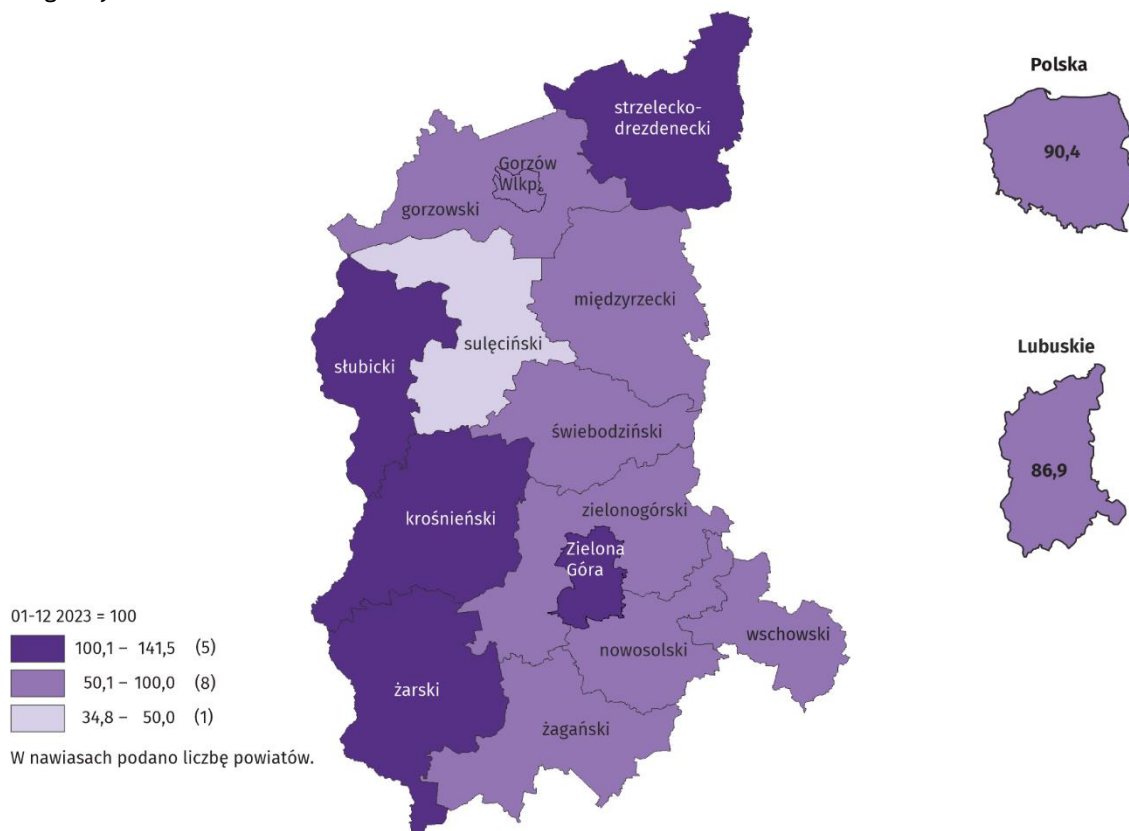 strzelecko-
drezdenecki
Gorzów
Wlkp.
gorzowski
międzyrzecki
sulęciński
słubicki
świebodziński
krośnieński
zielonogórski
Zielona
Góra
wschowski
nowosolski
żarski
żagański
Polska
90,4
Lubuskie
86,9
01-12 2023 = 100
100,1 – 141,5 (5)
50,1 – 100,0 (8)
34,8 – 50,0 (1)
W nawiasach podano liczbę powiatów.